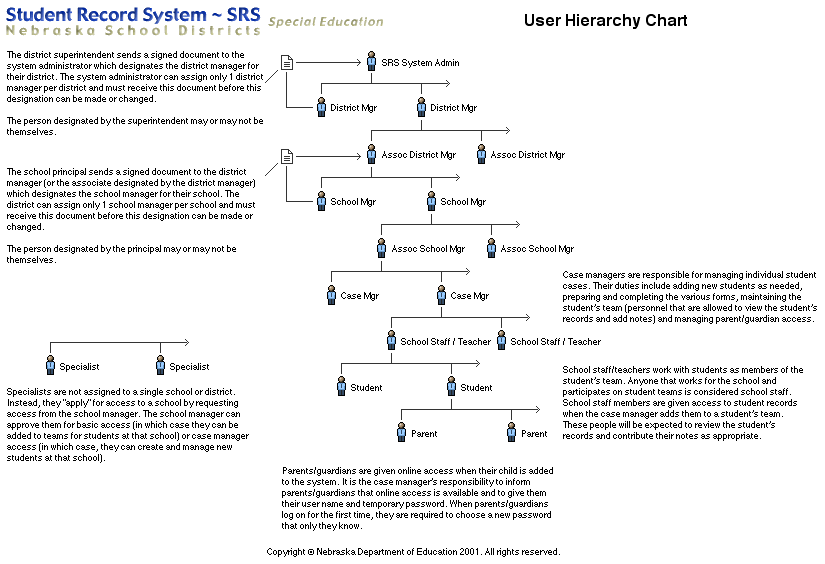 Student Record System ~ SRS
Nebraska School Districts
Special Education
User Hierarchy Chart
The district superintendent sends a signed document to the
system administrator which designates the district manager for
their district. The system administrator can assign only 1 district
manager per district and must receive this document before this
designation can be made or changed.
The person designated by the superintendent may or may not be
themselves.
SRS System Admin
District Mgr
District Mgr
Assoc District Mgr
Assoc District Mgr
The school principal sends a signed document to the district
manager (or the associate designated by the district manager)
which designates the school manager for their school. The
district can assign only 1 school manager per school and must
receive this document before this designation can be made or
changed.
The person designated by the principal may or may not be
themselves.
School Mgr
School Mgr
Assoc School Mgr
Assoc School Mgr
Case Mgr
Case Mgr
Case managers are responsible for managing individual student
cases. Their duties include adding new students as needed,
preparing and completing the various forms, maintaining the
student's team (personnel that are allowed to view the student's
records and add notes) and managing parent/guardian access.
School Staff / Teacher
School Staff / Teacher
Specialist
Specialist
Student
Student
Specialists are not assigned to a single school or district.
Instead, they "apply" for access to a school by requesting
access from the school manager. The school manager can
approve them for basic access (in which case they can be
added to teams for students at that school) or case manager
access (in which case, they can create and manage new
students at that school).
School staff/teachers work with students as members of the
student's team. Anyone that works for the school and
participates on student teams is considered school staff.
School staff members are given access to student records
when the case manager adds them to a student's team.
These people will be expected to review the student's
records and contribute their notes as appropriate.
Parent
Parent
Parents/guardians are given online access when their child is added
to the system. It is the case manager's responsibility to inform
parents/guardians that online access is available and to give them
their user name and temporary password. When parents/guardians
log on for the first time, they are required to choose a new password
that only they know.
Copyright © Nebraska Department of Education 2001. All rights reserved.